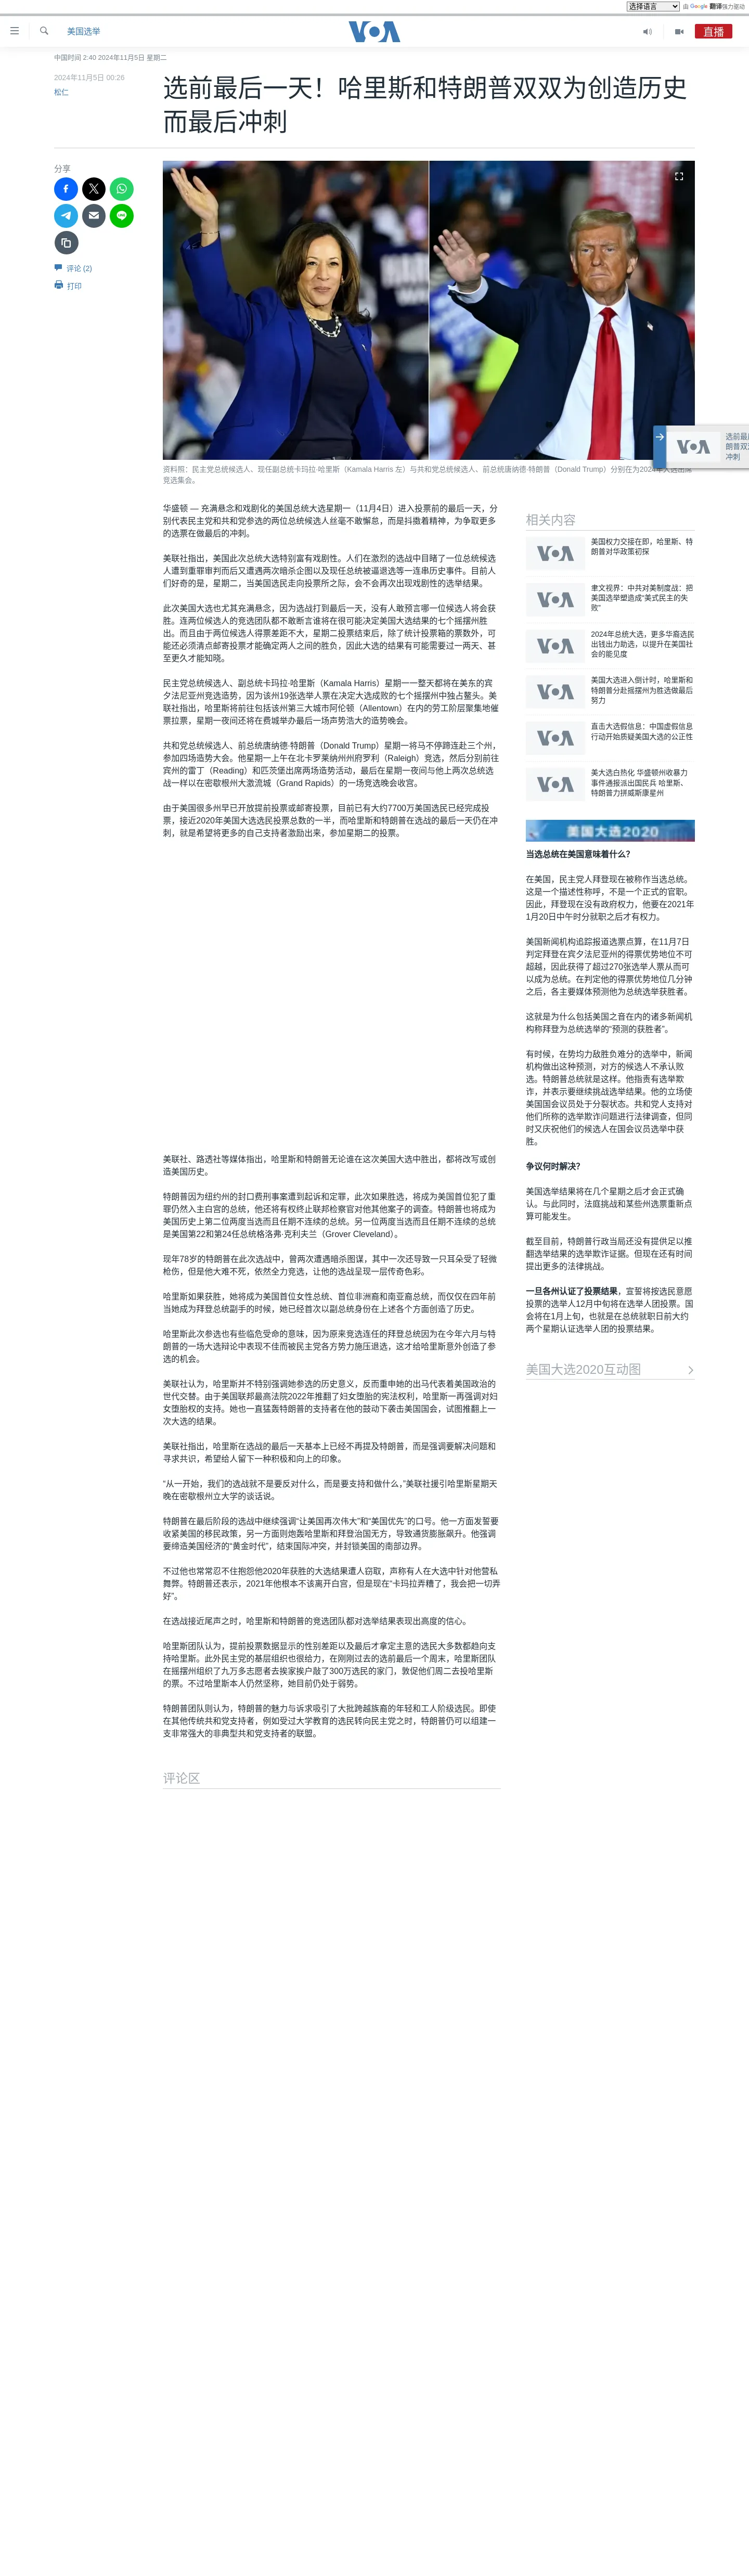 选择语言
由 Google 翻译强力驱动
美国选举
VOA
直播
中国时间 2:40 2024年11月5日 星期二
2024年11月5日 00:26
松仁
选前最后一天！哈里斯和特朗普双双为创造历史
而最后冲刺
分享
评论 (2)
打印
资料照：民主党总统候选人、现任副总统卡玛拉·哈里斯（Kamala Harris 左）与共和党总统候选人、前总统唐纳德·特朗普（Donald Trump）分别在为2024年大选出席
竞选集会。
VOA
选前最
朗普双
冲刺
华盛顿 — 充满悬念和戏剧化的美国总统大选星期一（11月4日）进入投票前的最后一天，分
别代表民主党和共和党参选的两位总统候选人丝毫不敢懈怠，而是抖擞着精神，为争取更多
的选票在做最后的冲刺。
美联社指出，美国此次总统大选特别富有戏剧性。人们在激烈的选战中目睹了一位总统候选
人遭到重罪审判而后又遭遇两次暗杀企图以及现任总统被逼退选等一连串历史事件。目前人
们好奇的是，星期二，当美国选民走向投票所之际，会不会再次出现戏剧性的选举结果。
此次美国大选也尤其充满悬念，因为选战打到最后一天，没有人敢预言哪一位候选人将会获
胜。连两位候选人的竞选团队都不敢断言谁将在很可能决定美国大选结果的七个摇摆州胜
出。而且由于两位候选人得票差距不大，星期二投票结束后，除了统计投票箱的票数外，可
能还必须清点邮寄投票才能确定两人之间的胜负，因此大选的结果有可能需要过一两天、甚
至更久才能知晓。
民主党总统候选人、副总统卡玛拉·哈里斯（Kamala Harris）星期一一整天都将在美东的宾
夕法尼亚州竞选造势，因为该州19张选举人票在决定大选成败的七个摇摆州中独占鳌头。美
联社指出，哈里斯将前往包括该州第三大城市阿伦顿（Allentown）在内的劳工阶层聚集地催
票拉票，星期一夜间还将在费城举办最后一场声势浩大的造势晚会。
共和党总统候选人、前总统唐纳德·特朗普（Donald Trump）星期一将马不停蹄连赴三个州，
参加四场造势大会。他星期一上午在北卡罗莱纳州州府罗利（Raleigh）竞选，然后分别前往
宾州的雷丁（Reading）和匹茨堡出席两场造势活动，最后在星期一夜间与他上两次总统选
战一样以在密歇根州大激流城（Grand Rapids）的一场竞选晚会收官。
由于美国很多州早已开放提前投票或邮寄投票，目前已有大约7700万美国选民已经完成投
票，接近2020年美国大选选民投票总数的一半，而哈里斯和特朗普在选战的最后一天仍在冲
刺，就是希望将更多的自己支持者激励出来，参加星期二的投票。
美联社、路透社等媒体指出，哈里斯和特朗普无论谁在这次美国大选中胜出，都将改写或创
造美国历史。
特朗普因为纽约州的封口费刑事案遭到起诉和定罪，此次如果胜选，将成为美国首位犯了重
罪仍然入主白宫的总统，他还将有权终止联邦检察官对他其他案子的调查。特朗普也将成为
美国历史上第二位两度当选而且任期不连续的总统。另一位两度当选而且任期不连续的总统
是美国第22和第24任总统格洛弗·克利夫兰（Grover Cleveland）。
现年78岁的特朗普在此次选战中，曾两次遭遇暗杀图谋，其中一次还导致一只耳朵受了轻微
枪伤，但是他大难不死，依然全力竞选，让他的选战呈现一层传奇色彩。
哈里斯如果获胜，她将成为美国首位女性总统、首位非洲裔和南亚裔总统，而仅仅在四年前
当她成为拜登总统副手的时候，她已经首次以副总统身份在上述各个方面创造了历史。
哈里斯此次参选也有些临危受命的意味，因为原来竞选连任的拜登总统因为在今年六月与特
朗普的一场大选辩论中表现不佳而被民主党各方势力施压退选，这才给哈里斯意外创造了参
选的机会。
美联社认为，哈里斯并不特别强调她参选的历史意义，反而重申她的出马代表着美国政治的
世代交替。由于美国联邦最高法院2022年推翻了妇女堕胎的宪法权利，哈里斯一再强调对妇
女堕胎权的支持。她也一直猛轰特朗普的支持者在他的鼓动下袭击美国国会，试图推翻上一
次大选的结果。
美联社指出，哈里斯在选战的最后一天基本上已经不再提及特朗普，而是强调要解决问题和
寻求共识，希望给人留下一种积极和向上的印象。
“从一开始，我们的选战就不是要反对什么，而是要支持和做什么，”美联社援引哈里斯星期天
晚在密歇根州立大学的谈话说。
特朗普在最后阶段的选战中继续强调“让美国再次伟大”和“美国优先”的口号。他一方面发誓要
收紧美国的移民政策，另一方面则炮轰哈里斯和拜登治国无方，导致通货膨胀飙升。他强调
要缔造美国经济的“黄金时代”，结束国际冲突，并封锁美国的南部边界。
不过他也常常忍不住抱怨他2020年获胜的大选结果遭人窃取，声称有人在大选中针对他营私
舞弊。特朗普还表示，2021年他根本不该离开白宫，但是现在“卡玛拉弄糟了，我会把一切弄
好”。
在选战接近尾声之时，哈里斯和特朗普的竞选团队都对选举结果表现出高度的信心。
哈里斯团队认为，提前投票数据显示的性别差距以及最后才拿定主意的选民大多数都趋向支
持哈里斯。此外民主党的基层组织也很给力，在刚刚过去的选前最后一个周末，哈里斯团队
在摇摆州组织了九万多志愿者去挨家挨户敲了300万选民的家门，敦促他们周二去投哈里斯
的票。不过哈里斯本人仍然坚称，她目前仍处于弱势。
特朗普团队则认为，特朗普的魅力与诉求吸引了大批跨越族裔的年轻和工人阶级选民。即使
在其他传统共和党支持者，例如受过大学教育的选民转向民主党之时，特朗普仍可以组建一
支非常强大的非典型共和党支持者的联盟。
评论区
相关内容
VOA
美国权力交接在即，哈里斯、特
朗普对华政策初探
VOA
聿文视界：中共对美制度战：把
美国选举塑造成“美式民主的失
败”
VOA
2024年总统大选，更多华裔选民
出钱出力助选，以提升在美国社
会的能见度
VOA
美国大选进入倒计时，哈里斯和
特朗普分赴摇摆州为胜选做最后
努力
VOA
直击大选假信息：中国虚假信息
行动开始质疑美国大选的公正性
VOA
美大选白热化 华盛顿州收暴力
事件通报派出国民兵 哈里斯、
特朗普力拼威斯康星州
美国大选2020
当选总统在美国意味着什么？
在美国，民主党人拜登现在被称作当选总统。
这是一个描述性称呼，不是一个正式的官职。
因此，拜登现在没有政府权力，他要在2021年
1月20日中午时分就职之后才有权力。
美国新闻机构追踪报道选票点算，在11月7日
判定拜登在宾夕法尼亚州的得票优势地位不可
超越，因此获得了超过270张选举人票从而可
以成为总统。在判定他的得票优势地位几分钟
之后，各主要媒体预测他为总统选举获胜者。
这就是为什么包括美国之音在内的诸多新闻机
构称拜登为总统选举的“预测的获胜者”。
有时候，在势均力敌胜负难分的选举中，新闻
机构做出这种预测，对方的候选人不承认败
选。特朗普总统就是这样。他指责有选举欺
诈，并表示要继续挑战选举结果。他的立场使
美国国会议员处于分裂状态。共和党人支持对
他们所称的选举欺诈问题进行法律调查，但同
时又庆祝他们的候选人在国会议员选举中获
胜。
争议何时解决？
美国选举结果将在几个星期之后才会正式确
认。与此同时，法庭挑战和某些州选票重新点
算可能发生。
截至目前，特朗普行政当局还没有提供足以推
翻选举结果的选举欺诈证据。但现在还有时间
提出更多的法律挑战。
一旦各州认证了投票结果，宣誓将按选民意愿
投票的选举人12月中旬将在选举人团投票。国
会将在1月上旬，也就是在总统就职日前大约
两个星期认证选举人团的投票结果。
美国大选2020互动图